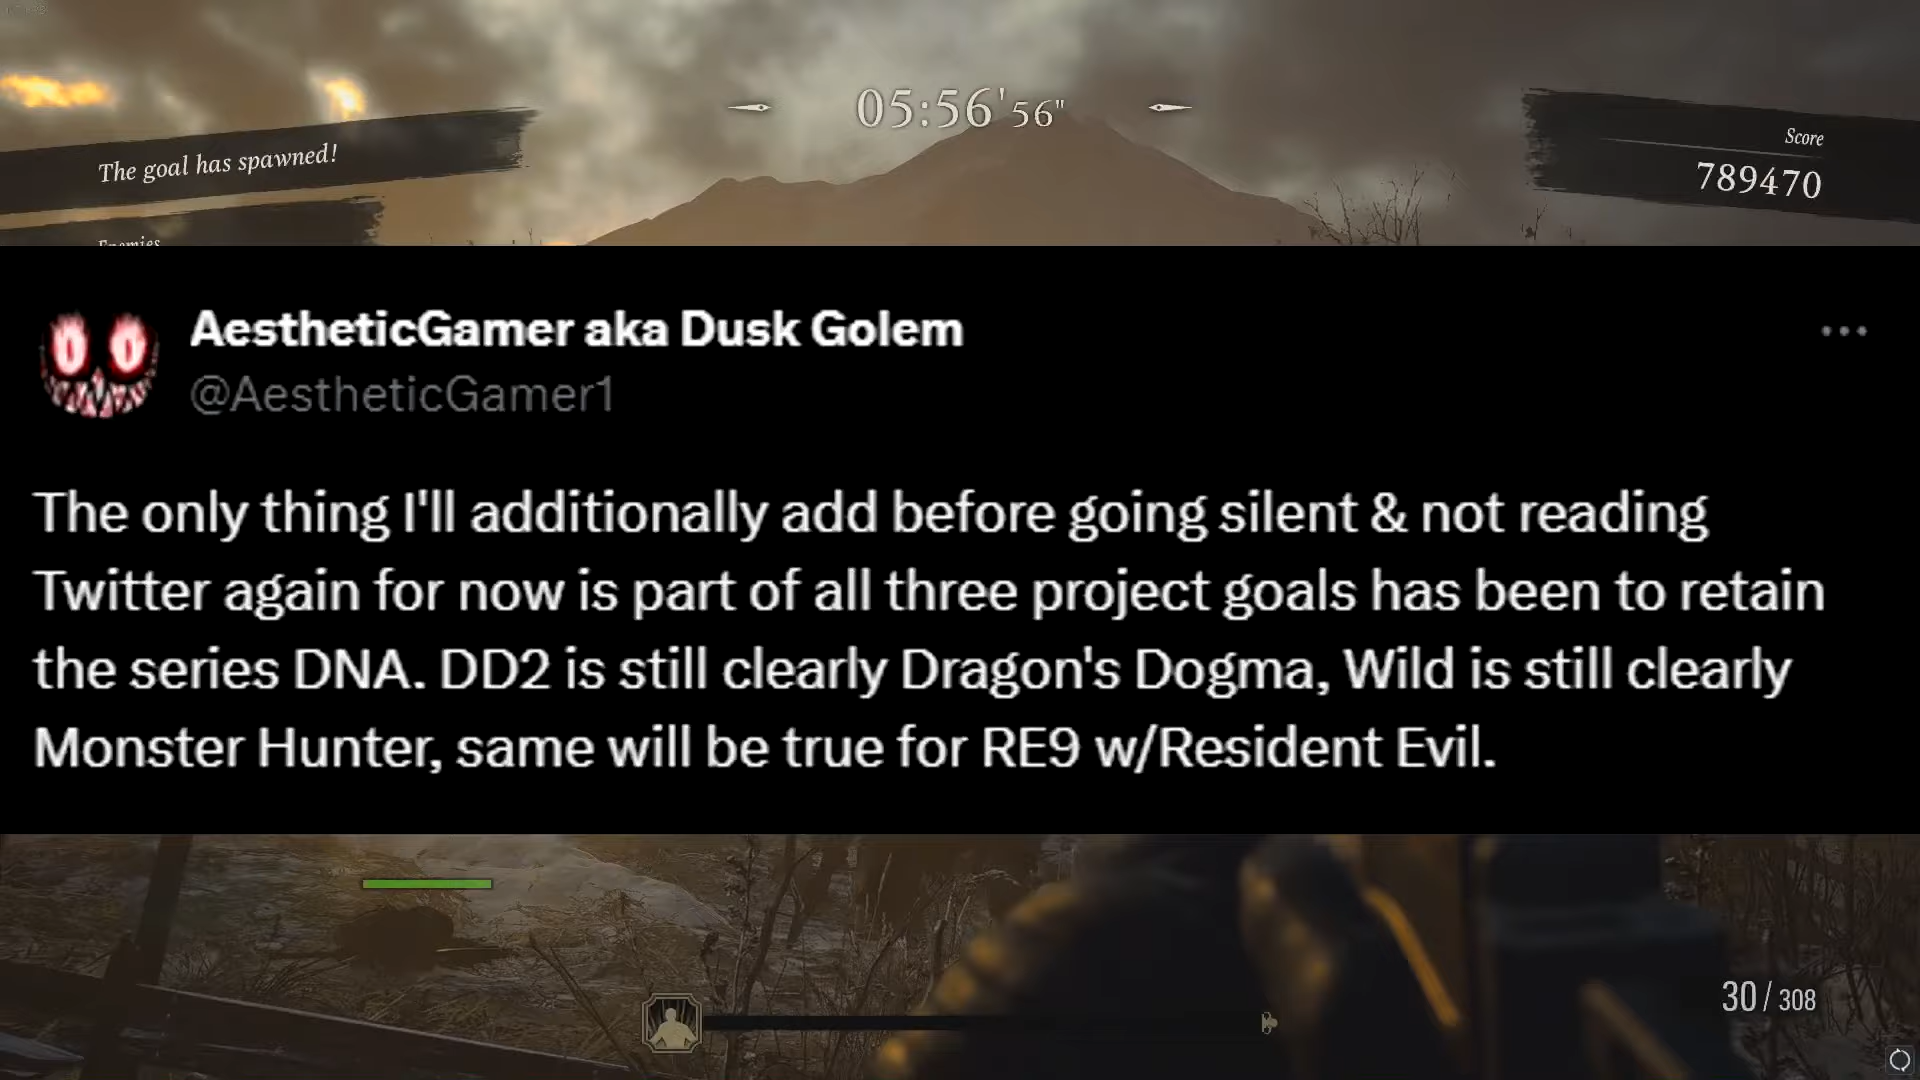 05:56'56"
The goal has spawned!
Score
789470
Enemies
AestheticGamer aka Dusk Golem
@AestheticGamer1
The only thing I'll additionally add before going silent & not reading
Twitter again for now is part of all three project goals has been to retain
the series DNA. DD2 is still clearly Dragon's Dogma, Wild is still clearly
Monster Hunter, same will be true for RE9 w/Resident Evil.
30/308